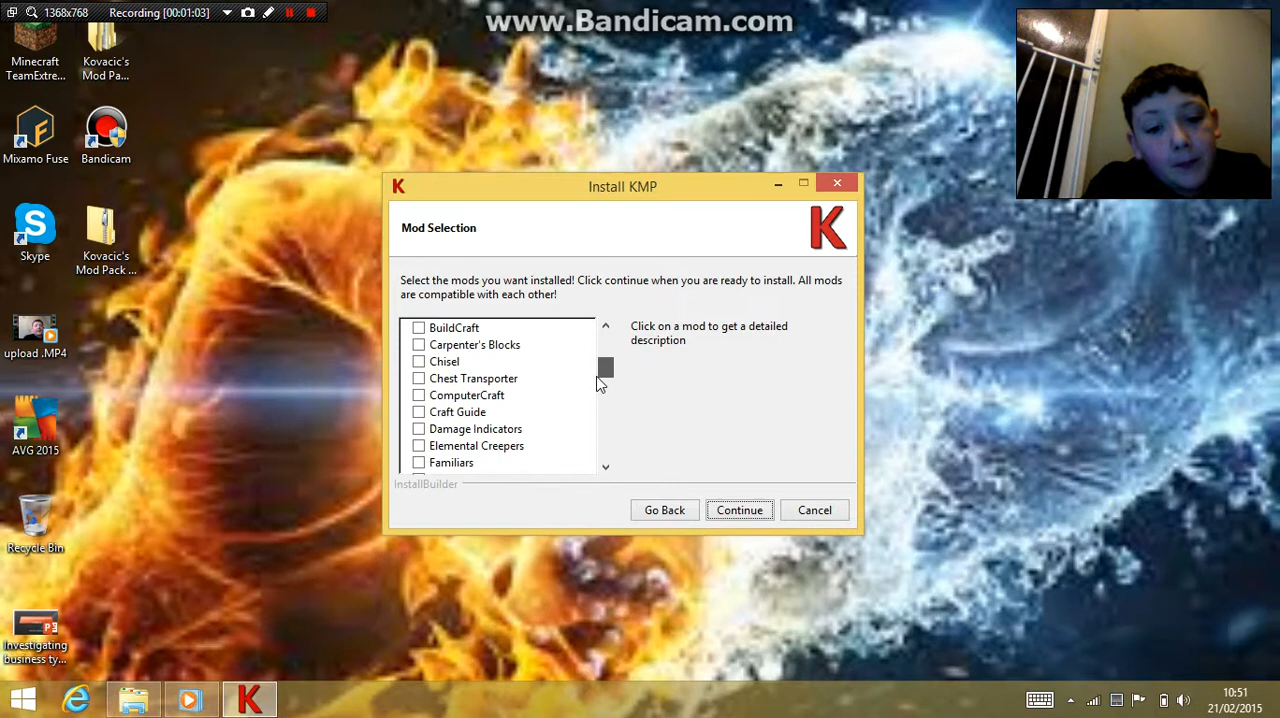 1368x768 Recording [00:01:03]
www.Bandicam.com
Minecraft
TeamExtre...
Kovacic's
Mod Pa...
Mixamo Fuse
Bandicam
Skype
Kovacic's
Mod Pack ...
upload .MP4
AVG 2015
Recycle Bin
Investigating
business ty...
K
Install KMP
Mod Selection
K
Select the mods you want installed! Click continue when you are ready to install. All mods
are compatible with each other!
BuildCraft
Carpenter's Blocks
Chisel
Chest Transporter
ComputerCraft
Craft Guide
Damage Indicators
Elemental Creepers
Familiars
Click on a mod to get a detailed
description
InstallBuilder
Go Back
Continue
Cancel
K
10:51
21/02/2015